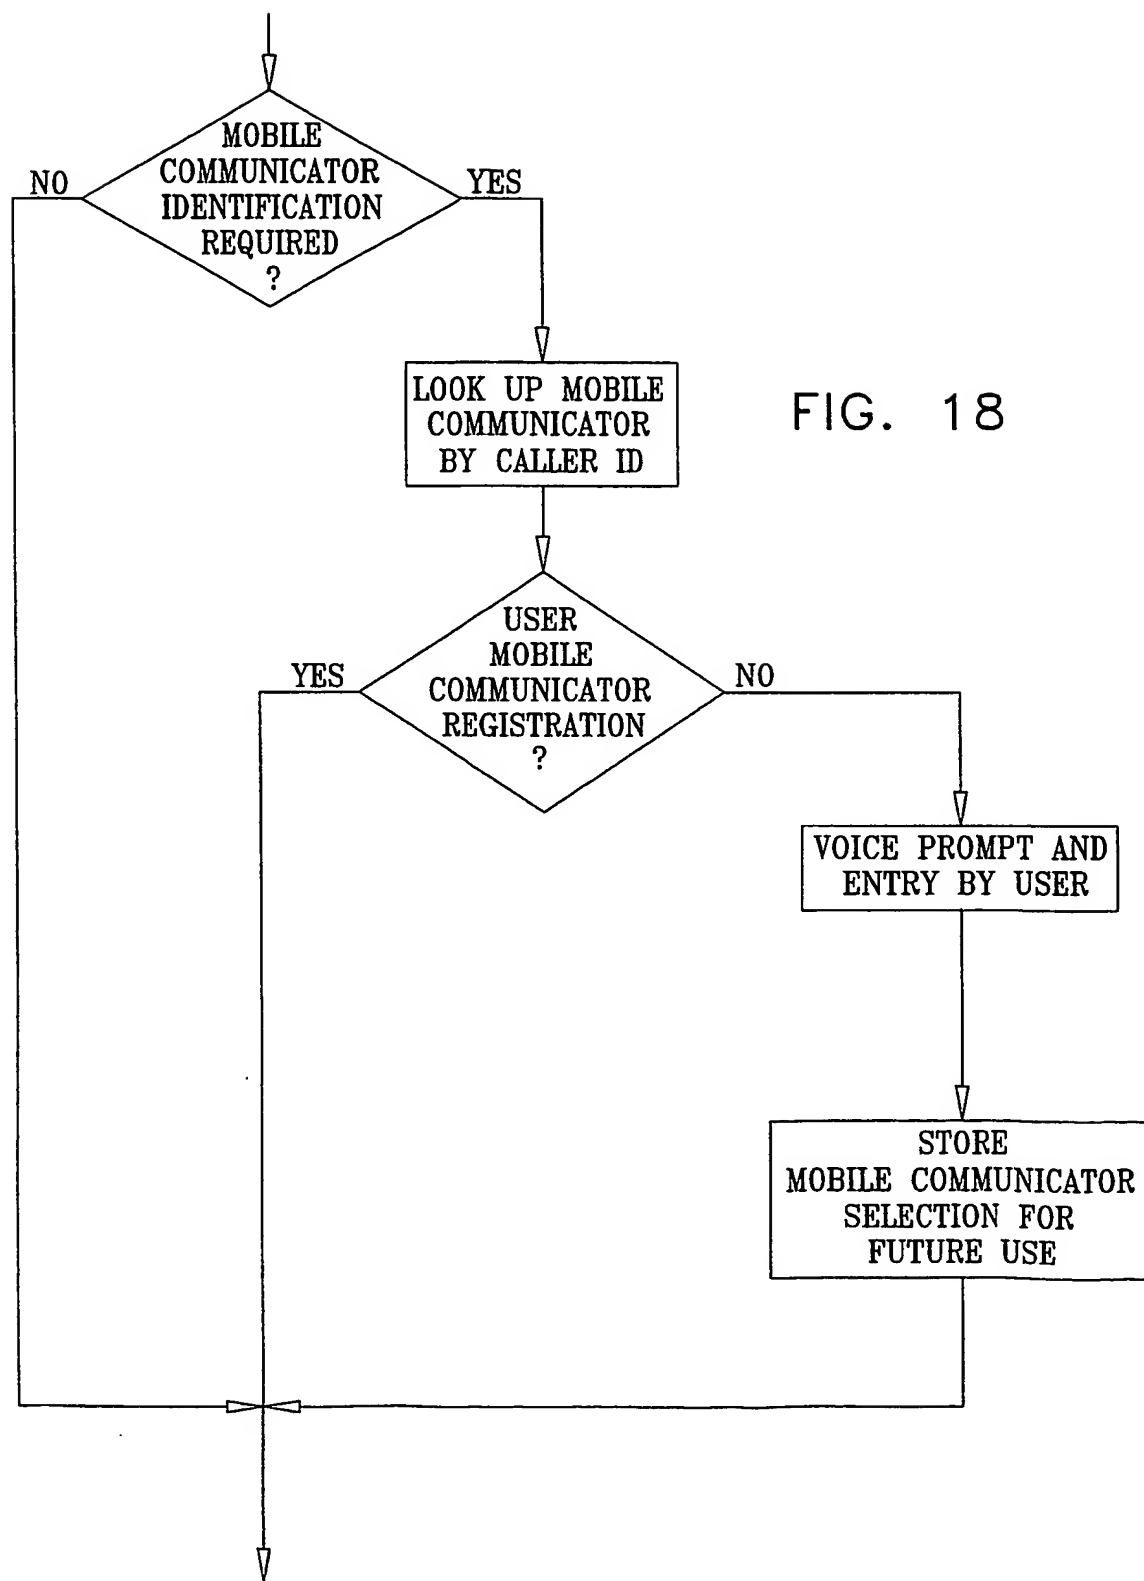 MOBILE
COMMUNICATOR
IDENTIFICATION
REQUIRED
?
NO
YES
LOOK UP MOBILE
COMMUNICATOR
BY CALLER ID
FIG. 18
USER
MOBILE
COMMUNICATOR
REGISTRATION
?
YES
NO
VOICE PROMPT AND
ENTRY BY USER
STORE
MOBILE COMMUNICATOR
SELECTION FOR
FUTURE USE